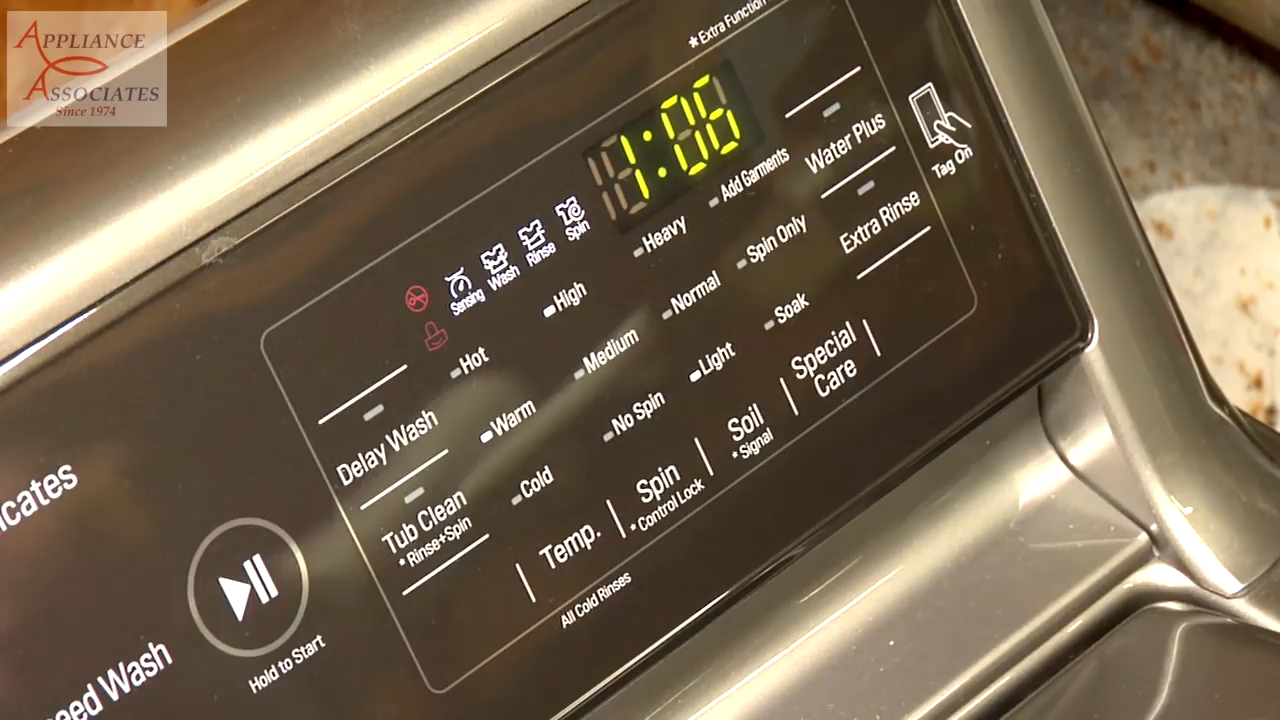 APPLIANCE
ASSOCIATES
Since 1974
* Extra Function
1:06
Tag On
Water Plus
Extra Rinse
Add Garments
Spin Only
Soak
Special
Care
Heavy
Normal
Light
Soil
* Signal
High
Medium
No Spin
Spin
* Control Lock
Hot
Warm
Cold
Temp.
All Cold Rinses
Sensing
Wash
Rinse
Spin
Delay Wash
Tub Clean
* Rinse+Spin
Hold to Start
Wash